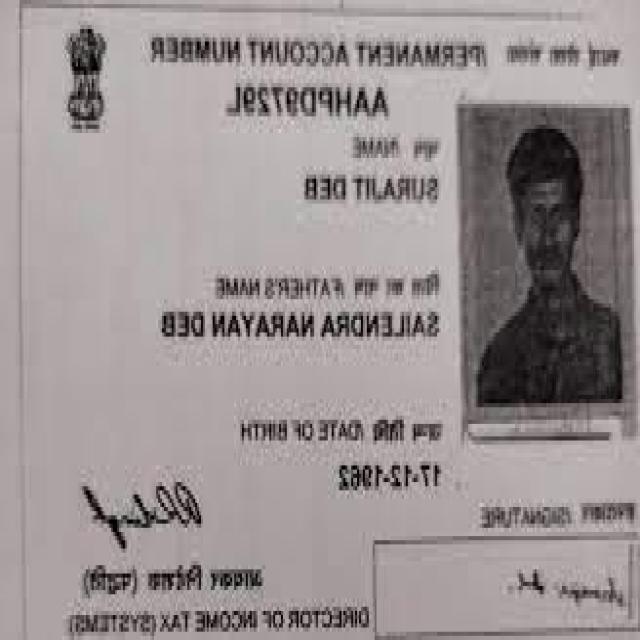 स्थाई लेखा संख्या /PERMANENT ACCOUNT NUMBER
AAHPD9729L
नाम /NAME
SURAJIT DEB
पिता का नाम /FATHER'S NAME
SAILENDRA NARAYAN DEB
जन्म तिथि /DATE OF BIRTH
17-12-1962
हस्ताक्षर /SIGNATURE
आयकर निदेशक (पद्धति)
DIRECTOR OF INCOME TAX (SYSTEMS)